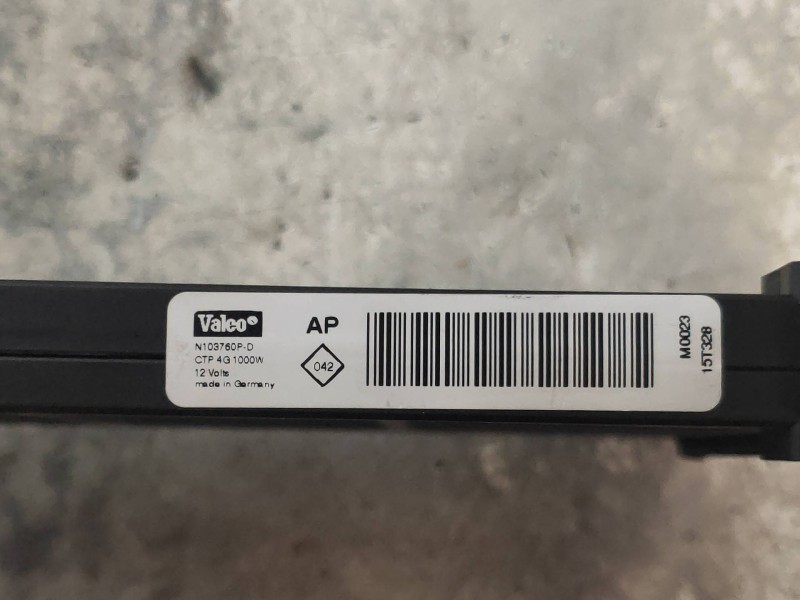 Valeo
N103760P-D
CTP 4G 1000W
12 Volts
made in Germany
AP
042
M0023
15T328